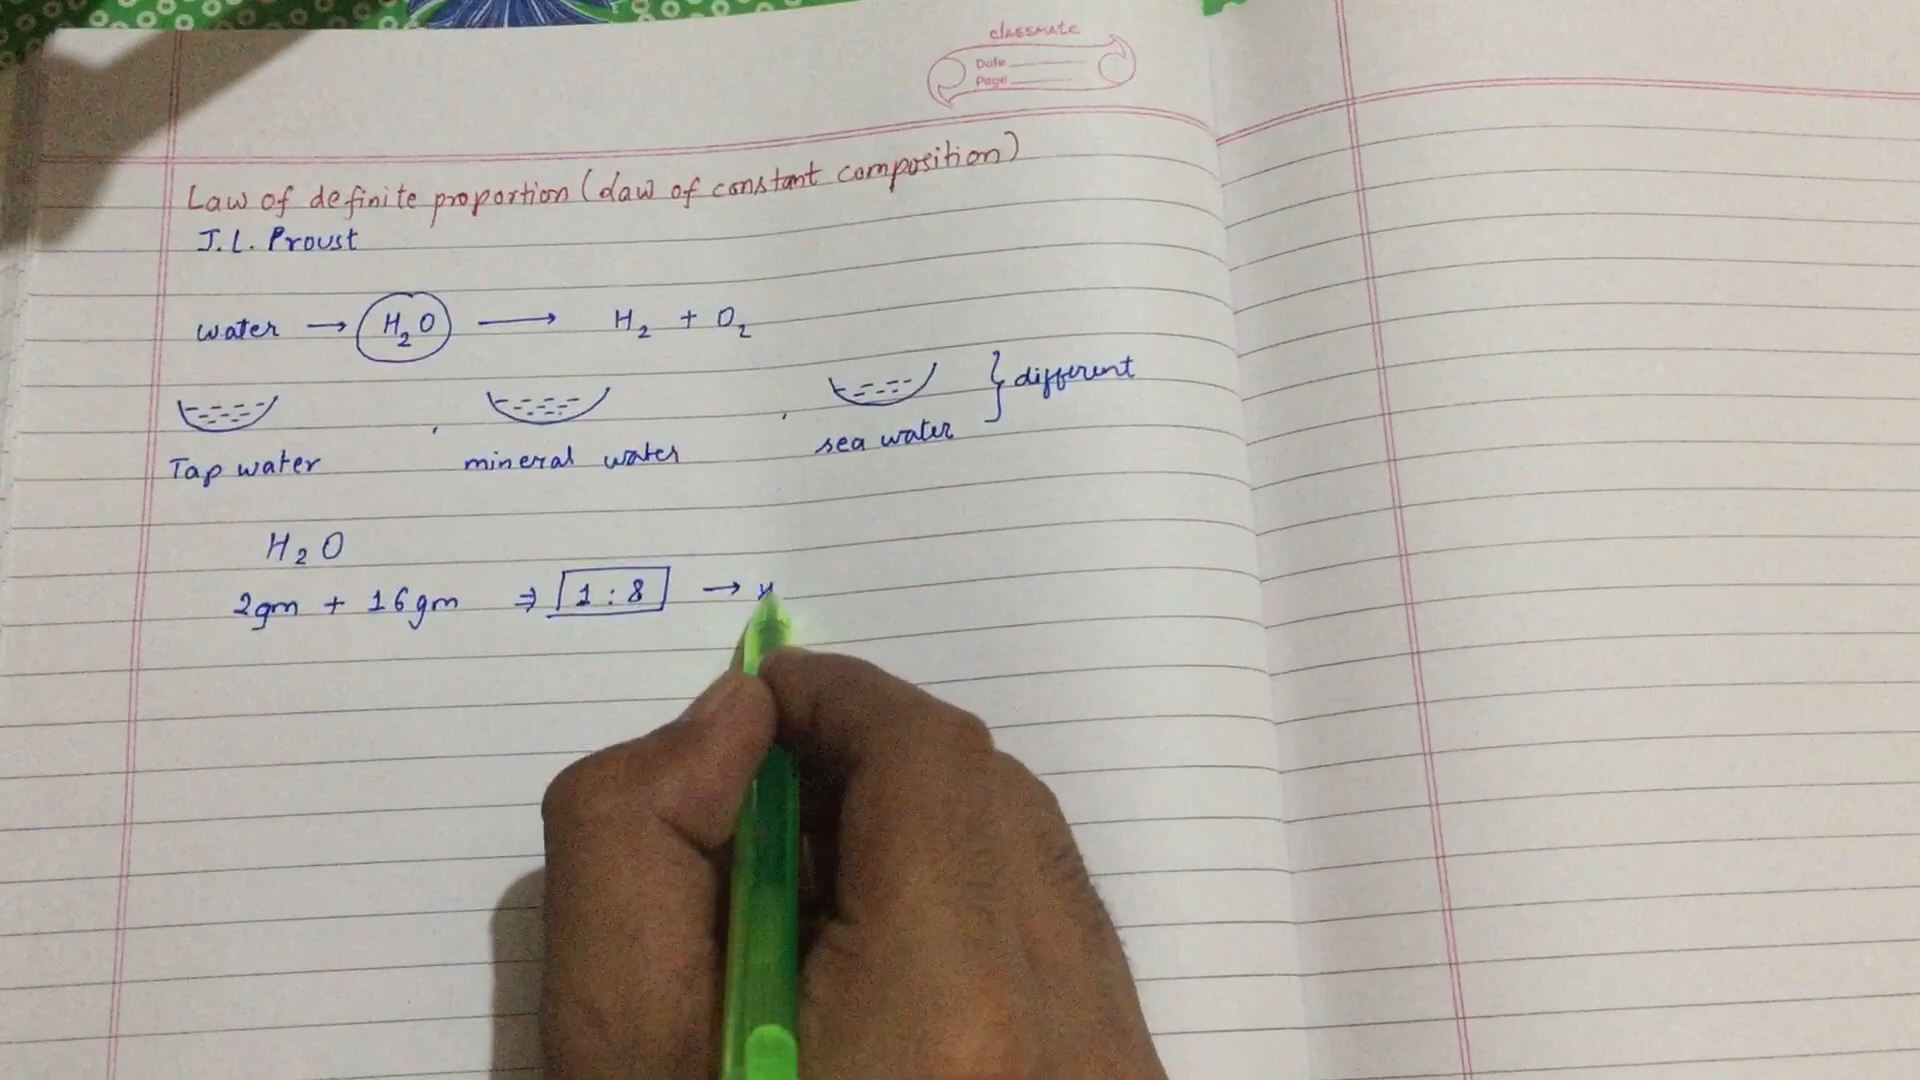 classmate
Date
Page
Law of definite proportion (Law of constant composition)
J.L. Proust
water → H2O → H2 + O2
} different
Tap water , mineral water , sea water
H2O
2gm + 16gm ⇒ 1 : 8 →